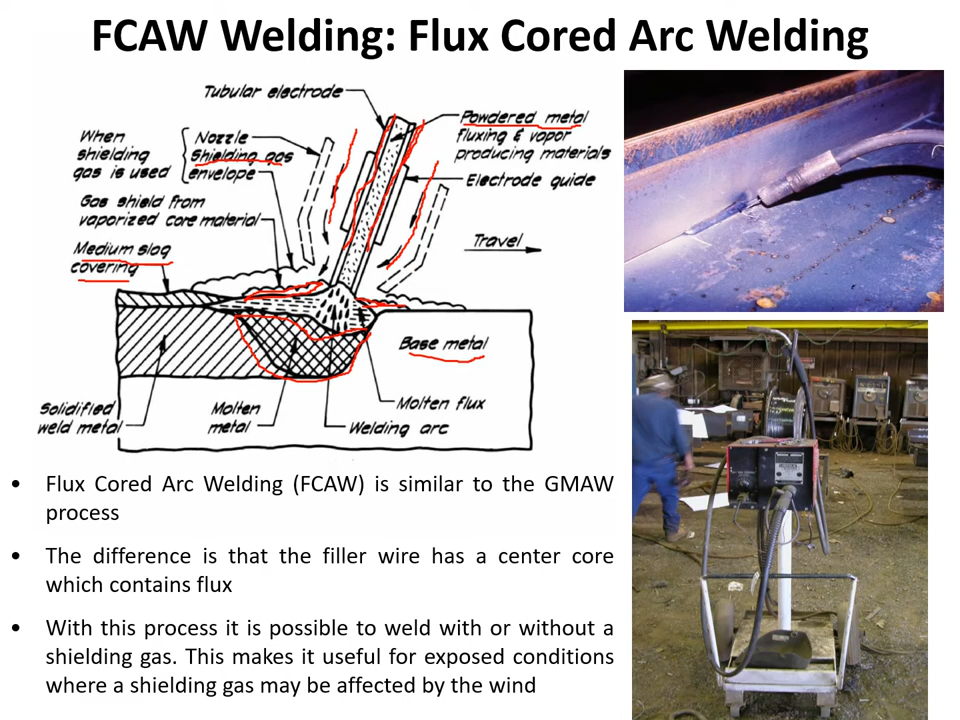 FCAW Welding: Flux Cored Arc Welding
Tubular electrode
When
shielding
gas is used
Nozzle
Shielding gas
envelope
Powdered metal
fluxing & vapor
producing materials
Electrode guide
Gas shield from
vaporized core material
Travel
Medium slag
covering
Base metal
Solidified
weld metal
Molten
metal
Molten flux
Welding arc
• Flux Cored Arc Welding (FCAW) is similar to the GMAW
process
• The difference is that the filler wire has a center core
which contains flux
• With this process it is possible to weld with or without a
shielding gas. This makes it useful for exposed conditions
where a shielding gas may be affected by the wind